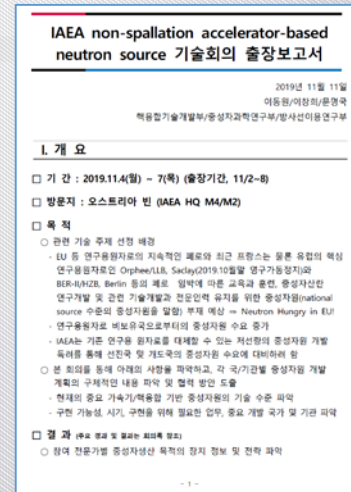 IAEA non-spallation accelerator-based
neutron source 기술회의 출장보고서
2019년 11월 11일
이동원/이창희/문명국
핵융합기술개발부/중성자과학연구부/방사선이용연구부
I. 개 요
□ 기 간 : 2019.11.4(월) ~ 7(목) (출장기간, 11/2~8)
□ 방문지 : 오스트리아 빈 (IAEA HQ M4/M2)
□ 목 적
○ 관련 기술 주제 선정 배경
- EU 등 연구용원자로의 지속적인 폐로와 최근 프랑스는 물론 유럽의 핵심
연구용원자로인 Orphee/LLB, Saclay(2019.10월말 영구가동정지)와
BER-II/HZB, Berlin 등의 폐로 임박에 따른 교육과 훈련, 중성자산란
연구개발 및 관련 기술개발과 전문인력 유지를 위한 중성자원(national
source 수준의 중성자원을 말함) 부재 예상 ⇒ Neutron Hungry in EU!
- 연구용원자로 비보유국으로부터의 중성자원 수요 증가
- IAEA는 기존 연구용 원자로를 대체할 수 있는 저선량의 중성자원 개발
독려를 통해 선진국 및 개도국의 중성자원 수요에 대비하려 함
○ 본 회의를 통해 아래의 사항을 파악하고, 각 국/기관별 중성자원 개발
계획의 구체적인 내용 파악 및 협력 방안 도출
- 현재의 중요 가속기/핵융합 기반 중성자원의 기술 수준 파악
- 구현 가능성, 시기, 구현을 위해 필요한 업무, 중요 개발 국가 및 기관 파악
□ 결 과 (주요 경과 및 결과는 회의록 참조)
○ 참여 전문가별 중성자생산 목적의 장치 정보 및 전략 파악
- 1 -